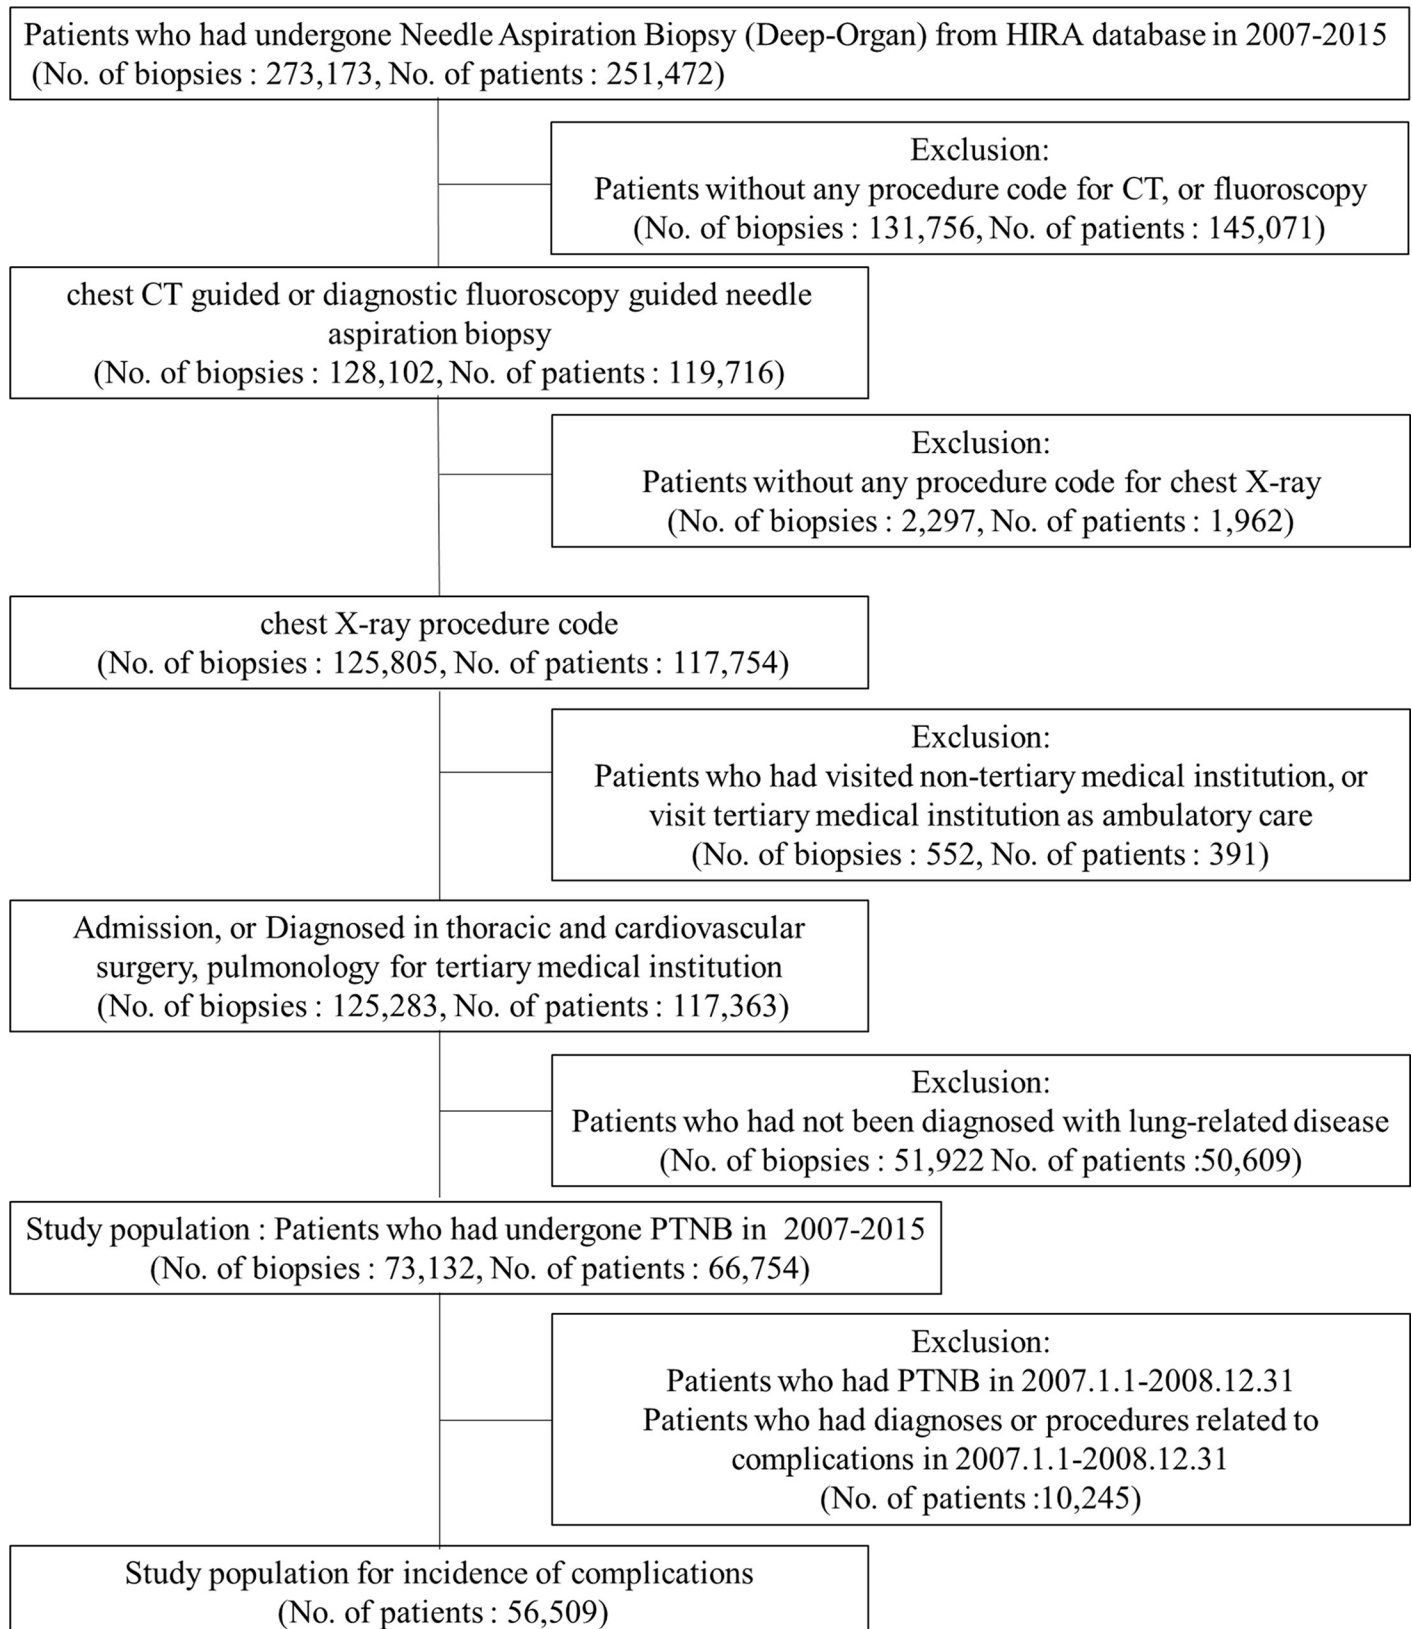 Patients who had undergone Needle Aspiration Biopsy (Deep-Organ) from HIRA database in 2007-2015
(No. of biopsies : 273,173, No. of patients : 251,472)
Exclusion:
Patients without any procedure code for CT, or fluoroscopy
(No. of biopsies : 131,756, No. of patients : 145,071)
chest CT guided or diagnostic fluoroscopy guided needle
aspiration biopsy
(No. of biopsies : 128,102, No. of patients : 119,716)
Exclusion:
Patients without any procedure code for chest X-ray
(No. of biopsies : 2,297, No. of patients : 1,962)
chest X-ray procedure code
(No. of biopsies : 125,805, No. of patients : 117,754)
Exclusion:
Patients who had visited non-tertiary medical institution, or
visit tertiary medical institution as ambulatory care
(No. of biopsies : 552, No. of patients : 391)
Admission, or Diagnosed in thoracic and cardiovascular
surgery, pulmonology for tertiary medical institution
(No. of biopsies : 125,283, No. of patients : 117,363)
Exclusion:
Patients who had not been diagnosed with lung-related disease
(No. of biopsies : 51,922 No. of patients :50,609)
Study population : Patients who had undergone PTNB in 2007-2015
(No. of biopsies : 73,132, No. of patients : 66,754)
Exclusion:
Patients who had PTNB in 2007.1.1-2008.12.31
Patients who had diagnoses or procedures related to
complications in 2007.1.1-2008.12.31
(No. of patients :10,245)
Study population for incidence of complications
(No. of patients : 56,509)